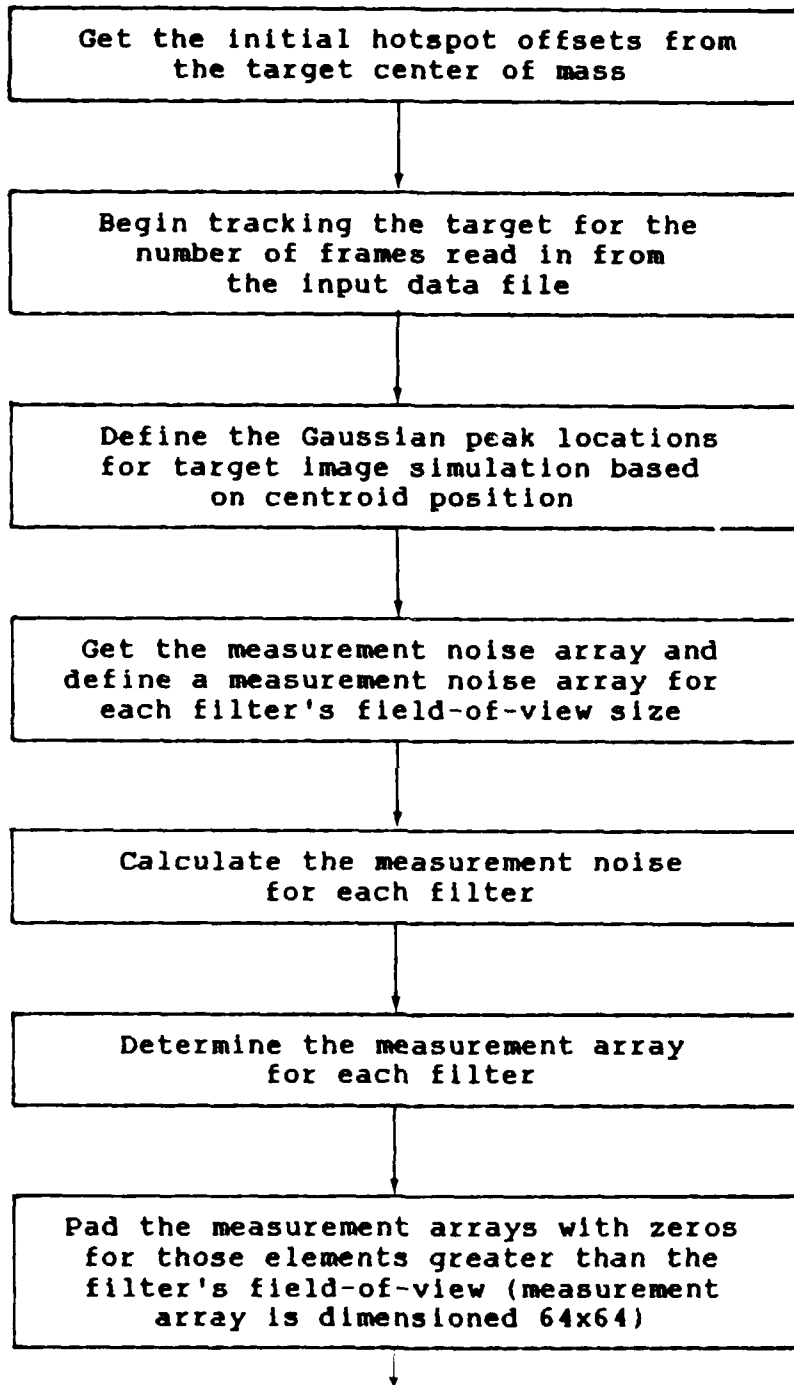 Get the initial hotspot offsets from
the target center of mass
Begin tracking the target for the
number of frames read in from
the input data file
Define the Gaussian peak locations
for target image simulation based
on centroid position
Get the measurement noise array and
define a measurement noise array for
each filter's field-of-view size
Calculate the measurement noise
for each filter
Determine the measurement array
for each filter
Pad the measurement arrays with zeros
for those elements greater than the
filter's field-of-view (measurement
array is dimensioned 64x64)